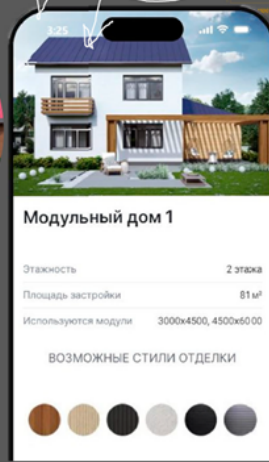 3:25
Модульный дом 1
Этажность 2 этажа
Площадь застройки 81 м²
Используются модули 3000x4500, 4500x6000
ВОЗМОЖНЫЕ СТИЛИ ОТДЕЛКИ